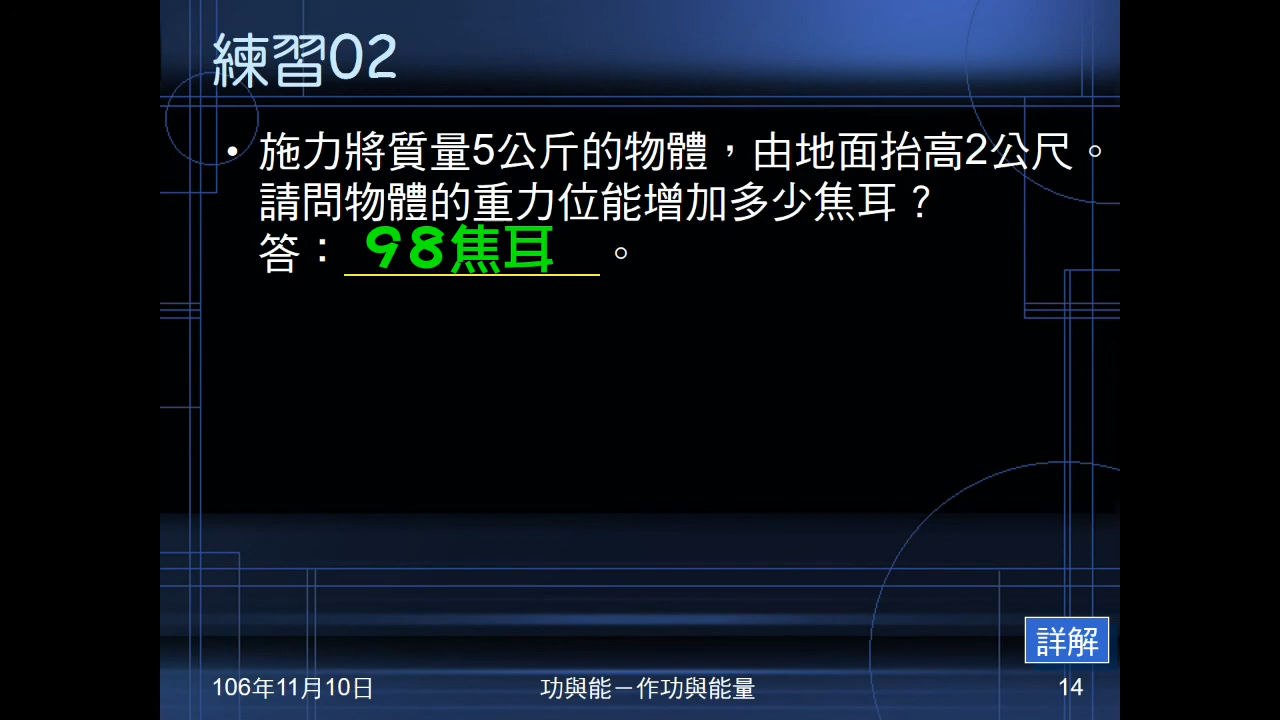 練習02
• 施力將質量5公斤的物體，由地面抬高2公尺。
請問物體的重力位能增加多少焦耳？
答：98焦耳。
詳解
106年11月10日
功與能－作功與能量
14